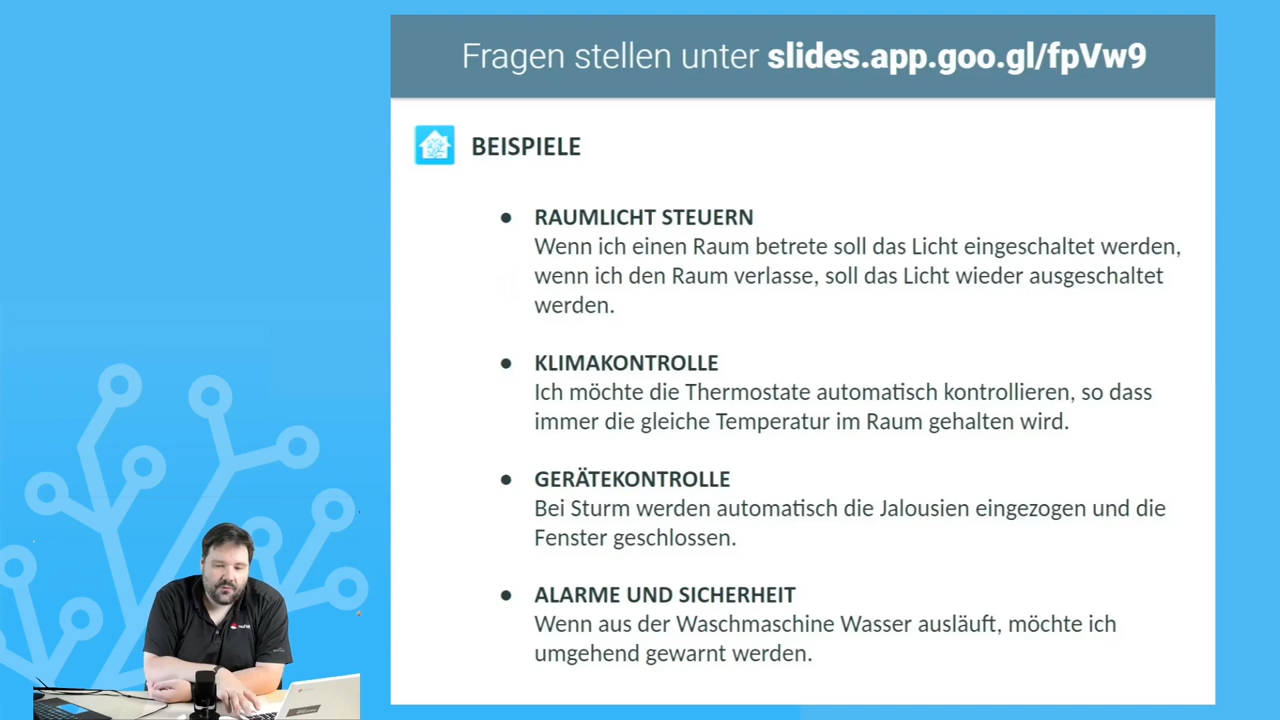 Fragen stellen unter slides.app.goo.gl/fpVw9
BEISPIELE
● RAUMLICHT STEUERN
Wenn ich einen Raum betrete soll das Licht eingeschaltet werden,
wenn ich den Raum verlasse, soll das Licht wieder ausgeschaltet
werden.
● KLIMAKONTROLLE
Ich möchte die Thermostate automatisch kontrollieren, so dass
immer die gleiche Temperatur im Raum gehalten wird.
● GERÄTEKONTROLLE
Bei Sturm werden automatisch die Jalousien eingezogen und die
Fenster geschlossen.
● ALARME UND SICHERHEIT
Wenn aus der Waschmaschine Wasser ausläuft, möchte ich
umgehend gewarnt werden.